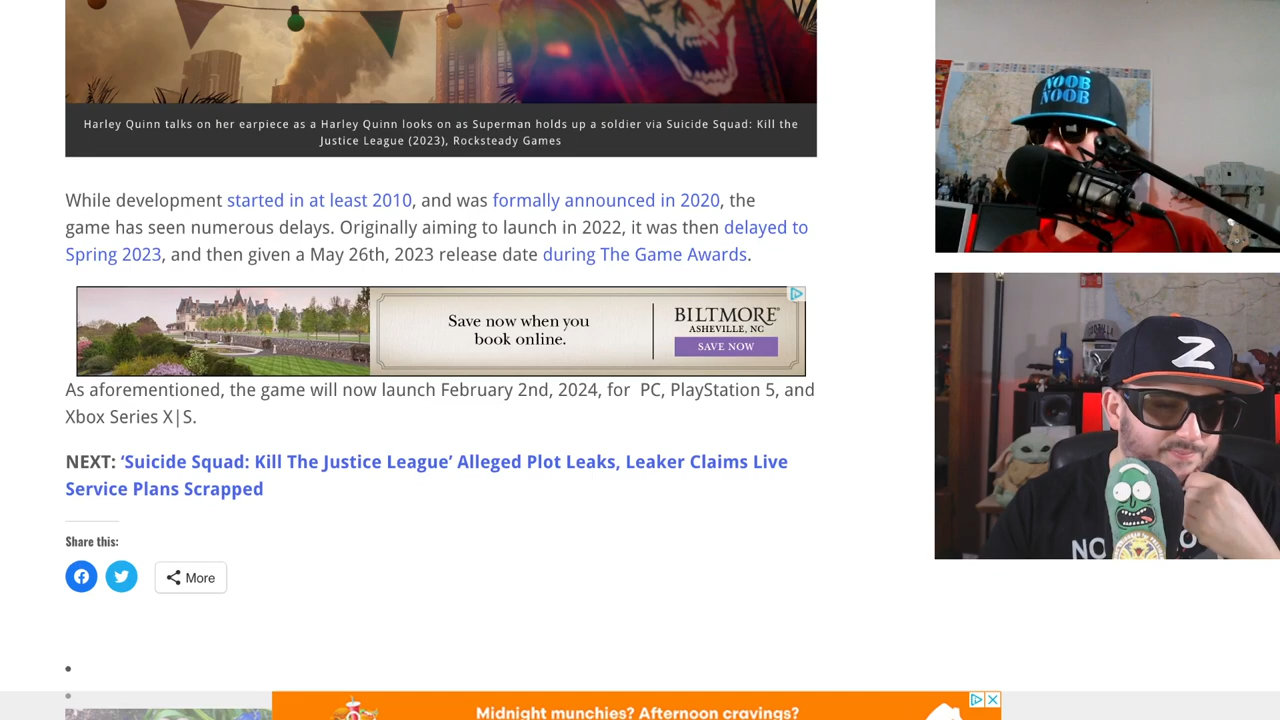 Harley Quinn talks on her earpiece as a Harley Quinn looks on as Superman holds up a soldier via Suicide Squad: Kill the
Justice League (2023), Rocksteady Games
While development started in at least 2010, and was formally announced in 2020, the
game has seen numerous delays. Originally aiming to launch in 2022, it was then delayed to
Spring 2023, and then given a May 26th, 2023 release date during The Game Awards.
Save now when you
book online.
BILTMORE®
ASHEVILLE, NC
SAVE NOW
As aforementioned, the game will now launch February 2nd, 2024, for PC, PlayStation 5, and
Xbox Series X|S.
NEXT: ‘Suicide Squad: Kill The Justice League’ Alleged Plot Leaks, Leaker Claims Live
Service Plans Scrapped
Share this:
More
Midnight munchies? Afternoon cravings?
NOOB
NOOB
Z